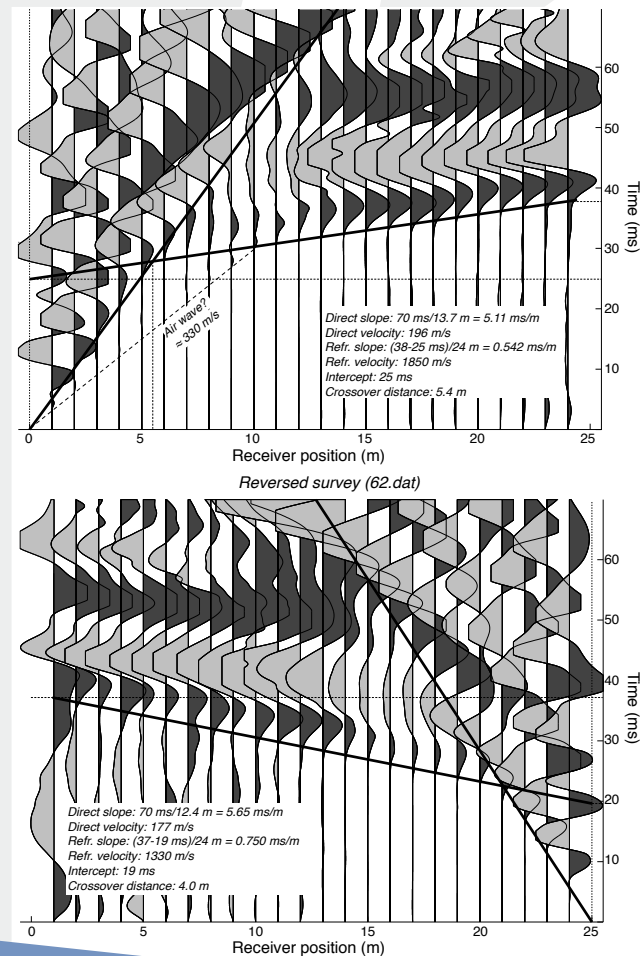 60
50
40
30
20
10
Time (ms)
Air wave?
≈ 330 m/s
Direct slope: 70 ms/13.7 m = 5.11 ms/m
Direct velocity: 196 m/s
Refr. slope: (38-25 ms)/24 m = 0.542 ms/m
Refr. velocity: 1850 m/s
Intercept: 25 ms
Crossover distance: 5.4 m
0 5 10 15 20 25
Receiver position (m)
Reversed survey (62.dat)
60
50
40
30
20
10
Time (ms)
Direct slope: 70 ms/12.4 m = 5.65 ms/m
Direct velocity: 177 m/s
Refr. slope: (37-19 ms)/24 m = 0.750 ms/m
Refr. velocity: 1330 m/s
Intercept: 19 ms
Crossover distance: 4.0 m
0 5 10 15 20 25
Receiver position (m)